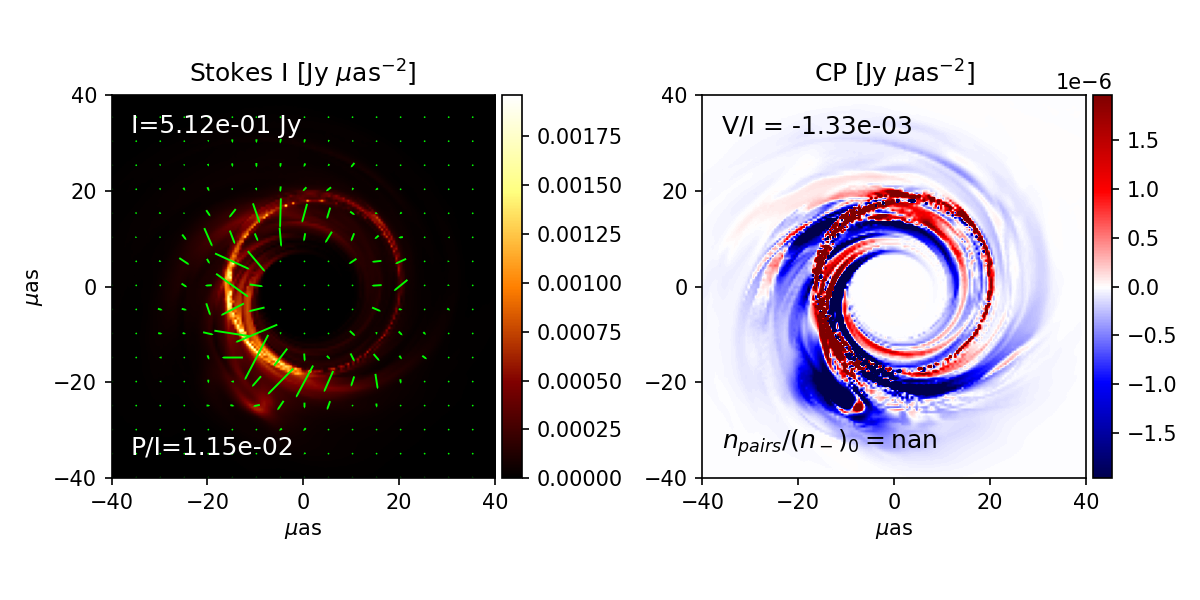 Stokes I [Jy μas⁻²]
I=5.12e-01 Jy
P/I=1.15e-02
40
20
0
−20
−40
μas
−40 −20 0 20 40
μas
0.00175
0.00150
0.00125
0.00100
0.00075
0.00050
0.00025
0.00000
CP [Jy μas⁻²]
1e−6
V/I = -1.33e-03
n_pairs/(n_−)₀ = nan
40
20
0
−20
−40
−40 −20 0 20 40
μas
1.5
1.0
0.5
0.0
−0.5
−1.0
−1.5